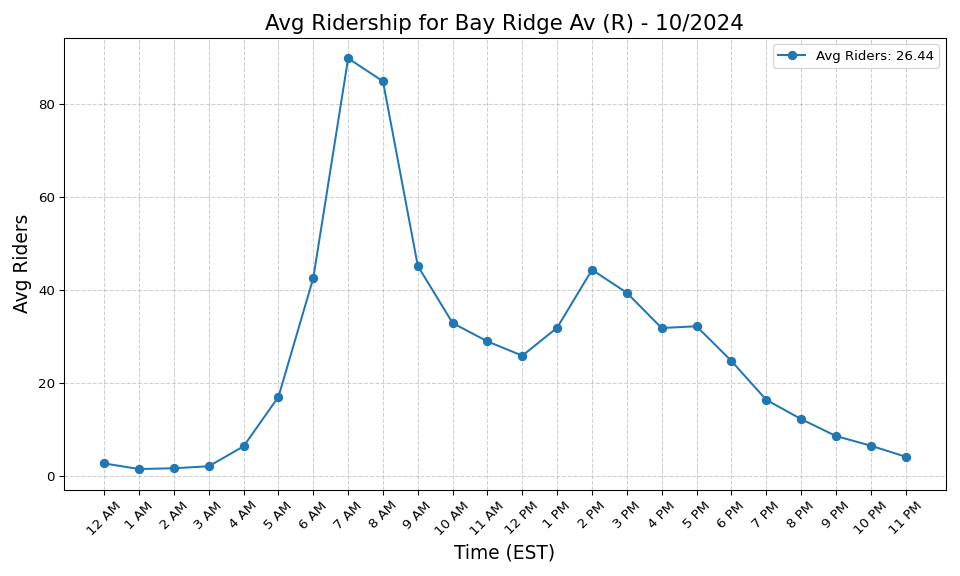 Avg Ridership for Bay Ridge Av (R) - 10/2024
Avg Riders: 26.44
80
60
40
20
0
Avg Riders
12 AM
1 AM
2 AM
3 AM
4 AM
5 AM
6 AM
7 AM
8 AM
9 AM
10 AM
11 AM
12 PM
1 PM
2 PM
3 PM
4 PM
5 PM
6 PM
7 PM
8 PM
9 PM
10 PM
11 PM
Time (EST)